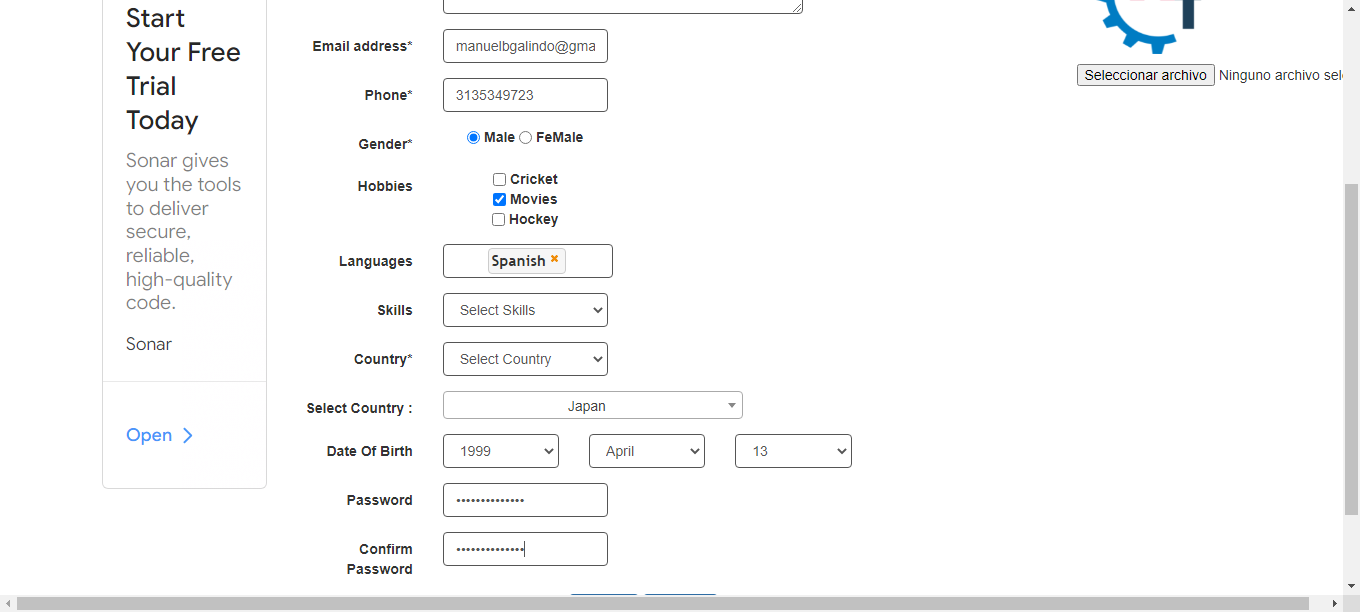 Start
Your Free
Trial
Today
Sonar gives
you the tools
to deliver
secure,
reliable,
high-quality
code.
Sonar
Open
Email address*
manuelbgalindo@gma
Phone*
3135349723
Gender*
Male FeMale
Hobbies
Cricket
Movies
Hockey
Languages
Spanish
Skills
Select Skills
Country*
Select Country
Select Country :
Japan
Date Of Birth
1999 April 13
Password
••••••••••••••
Confirm
Password
••••••••••••••
Seleccionar archivo Ninguno archivo sel